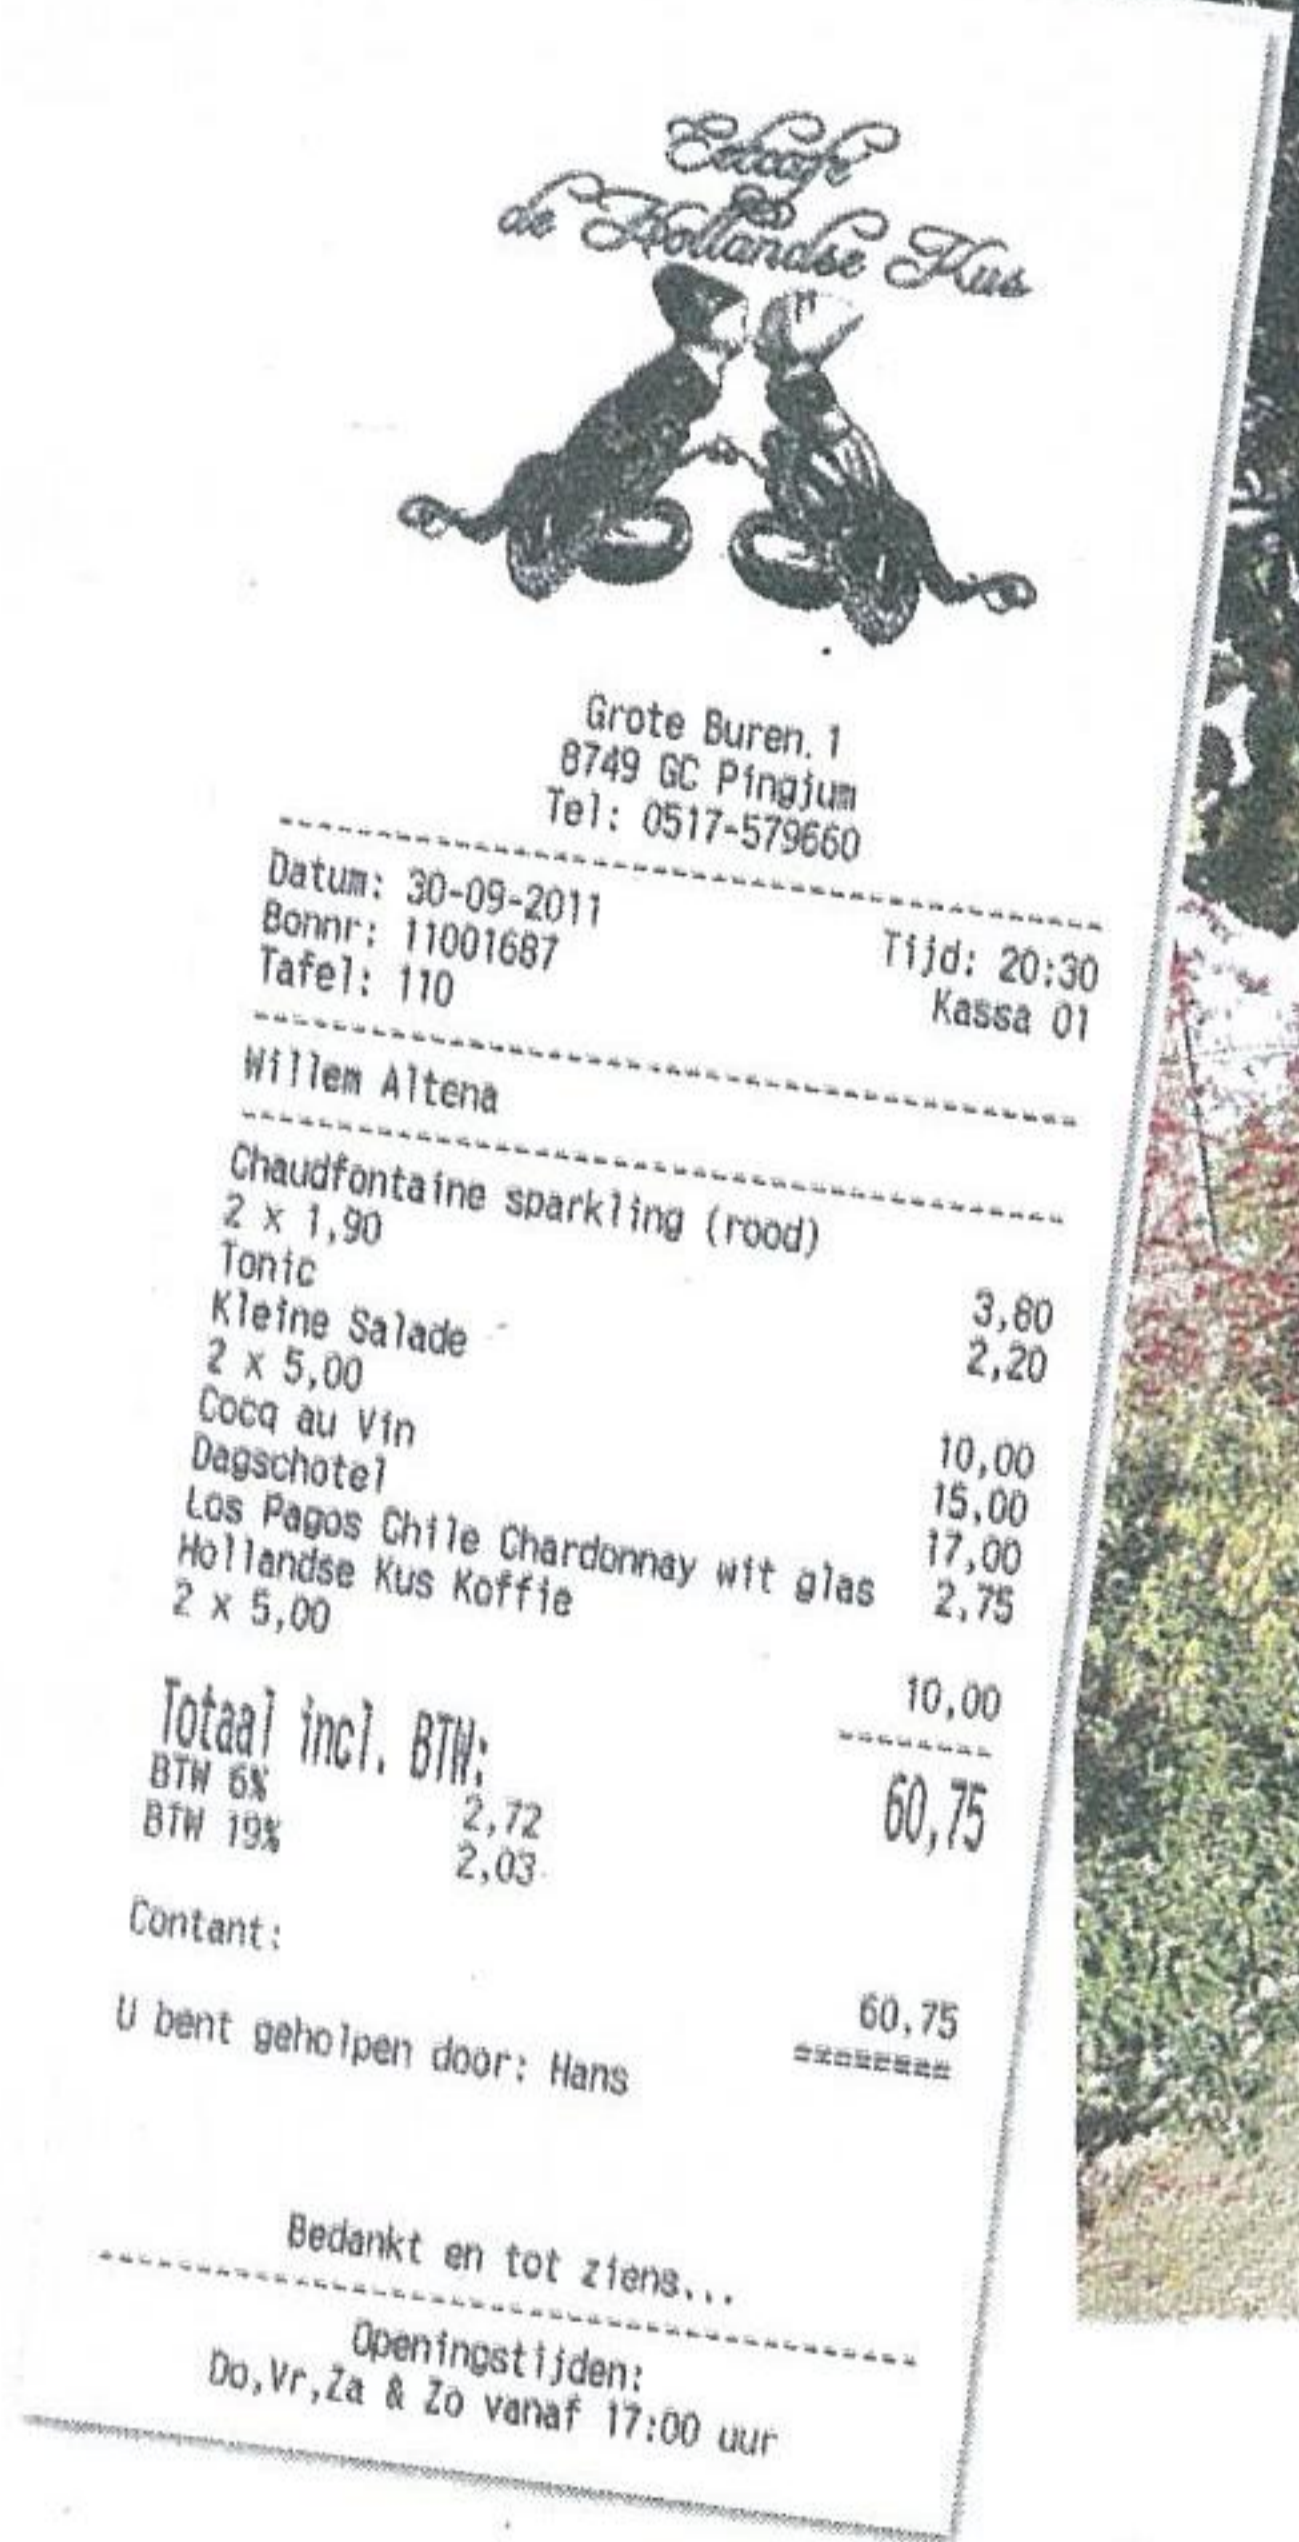 Eetcafé
de Hollandse Kus
Grote Buren.1
8749 GC Pingjum
Tel: 0517-579660
Datum: 30-09-2011 Tijd: 20:30
Bonnr: 11001687 Kassa 01
Tafel: 110
Willem Altena
Chaudfontaine sparkling (rood)
2 x 1,90 3,80
Tonic 2,20
Kleine Salade
2 x 5,00 10,00
Cocq au Vin 15,00
Dagschotel 17,00
Los Pagos Chile Chardonnay wit glas 2,75
Hollandse Kus Koffie
2 x 5,00 10,00
Totaal incl. BTW: 60,75
BTW 6% 2,72
BTW 19% 2,03
Contant: 60,75
U bent geholpen door: Hans
Bedankt en tot ziens...
Openingstijden:
Do,Vr,Za & Zo vanaf 17:00 uur